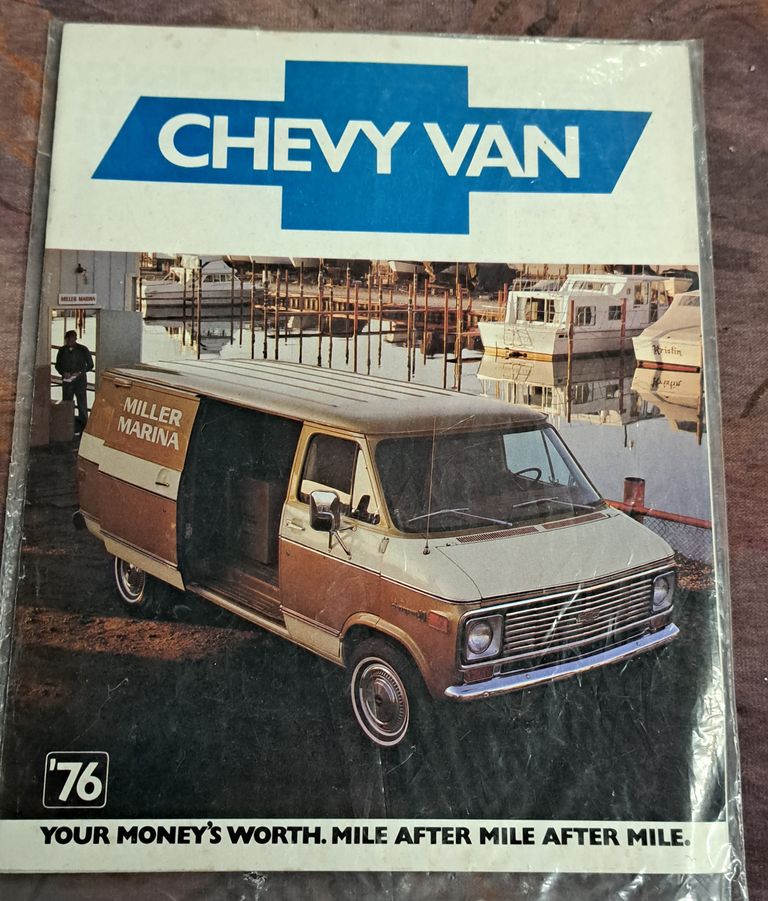 CHEVY VAN
MILLER MARINA
Kristin
MILLER
MARINA
'76
YOUR MONEY'S WORTH. MILE AFTER MILE AFTER MILE.